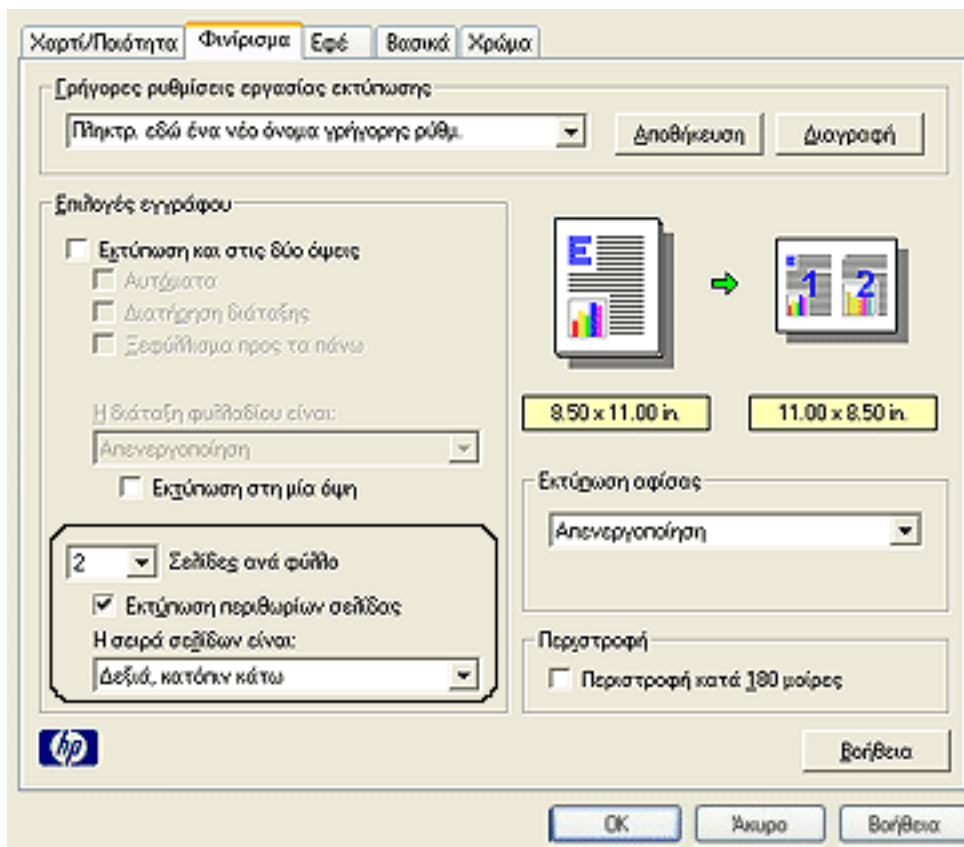 Χαρτί/Ποιότητα Φινίρισμα Εφέ Βασικά Χρώμα
Γρήγορες ρυθμίσεις εργασίας εκτύπωσης
Πληκτρ. εδώ ένα νέο όνομα γρήγορης ρύθμ. Αποθήκευση Διαγραφή
Επιλογές εγγράφου
Εκτύπωση και στις δύο όψεις
Αυτόματα
Διατήρηση διάταξης
Ξεφύλλισμα προς τα πάνω
Η διάταξη φυλλαδίου είναι:
Απενεργοποίηση
Εκτύπωση στη μία όψη
2 Σελίδες ανά φύλλο
Εκτύπωση περιθωρίων σελίδας
Η σειρά σελίδων είναι:
Δεξιά, κατόπιν κάτω
E
1 2
8.50 x 11.00 in. 11.00 x 8.50 in.
Εκτύπωση αφίσας
Απενεργοποίηση
Περιστροφή
Περιστροφή κατά 180 μοίρες
hp
Βοήθεια
OK Άκυρο Βοήθεια